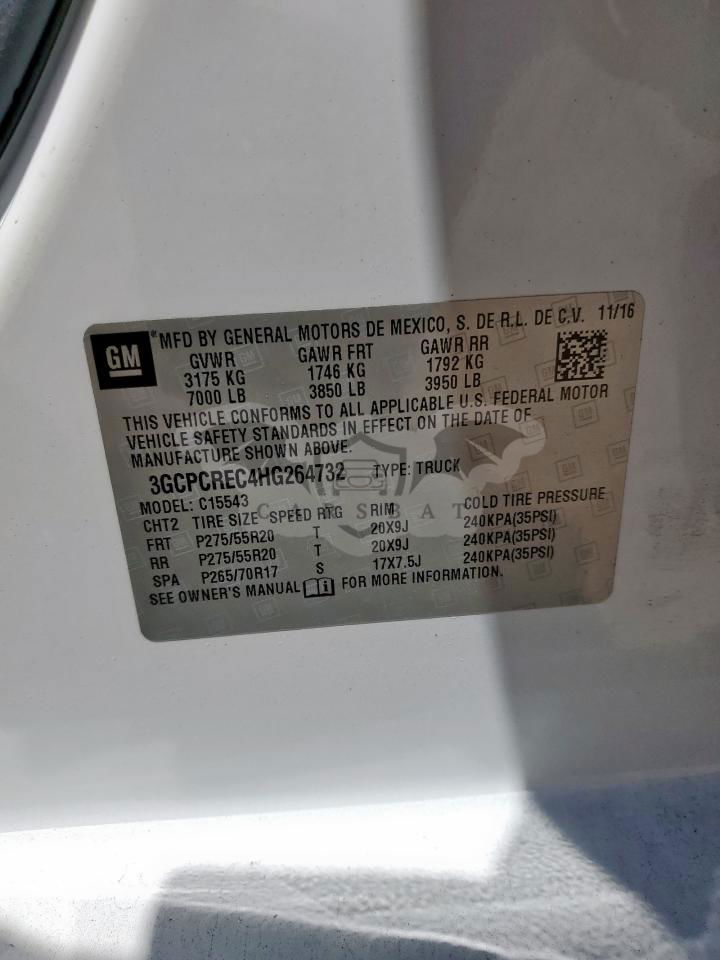 GM
MFD BY GENERAL MOTORS DE MEXICO, S. DE R.L. DE C.V. 11/16
GVWR GAWR FRT GAWR RR
3175 KG 1746 KG 1792 KG
7000 LB 3850 LB 3950 LB
THIS VEHICLE CONFORMS TO ALL APPLICABLE U.S. FEDERAL MOTOR
VEHICLE SAFETY STANDARDS IN EFFECT ON THE DATE OF
MANUFACTURE SHOWN ABOVE.
3GCPCREC4HG264732 TYPE: TRUCK
MODEL: C15543
CARSBAT
CHT2 TIRE SIZE SPEED RTG RIM COLD TIRE PRESSURE
FRT P275/55R20 T 20X9J 240KPA(35PSI)
RR P275/55R20 T 20X9J 240KPA(35PSI)
SPA P265/70R17 S 17X7.5J 240KPA(35PSI)
SEE OWNER'S MANUAL FOR MORE INFORMATION.